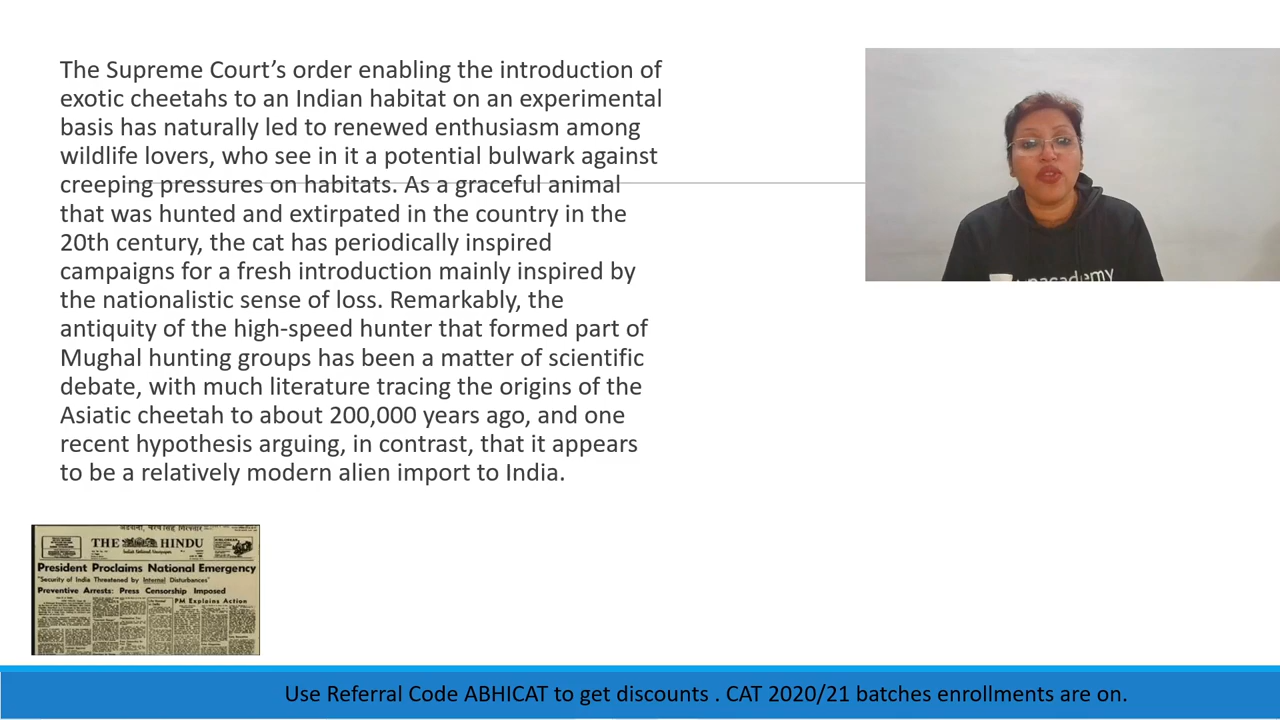 The Supreme Court’s order enabling the introduction of
exotic cheetahs to an Indian habitat on an experimental
basis has naturally led to renewed enthusiasm among
wildlife lovers, who see in it a potential bulwark against
creeping pressures on habitats. As a graceful animal
that was hunted and extirpated in the country in the
20th century, the cat has periodically inspired
campaigns for a fresh introduction mainly inspired by
the nationalistic sense of loss. Remarkably, the
antiquity of the high-speed hunter that formed part of
Mughal hunting groups has been a matter of scientific
debate, with much literature tracing the origins of the
Asiatic cheetah to about 200,000 years ago, and one
recent hypothesis arguing, in contrast, that it appears
to be a relatively modern alien import to India.
THE HINDU
India's National Newspaper
President Proclaims National Emergency
"Security of India Threatened by Internal Disturbances"
Preventive Arrests: Press Censorship Imposed
PM Explains Action
Use Referral Code ABHICAT to get discounts . CAT 2020/21 batches enrollments are on.